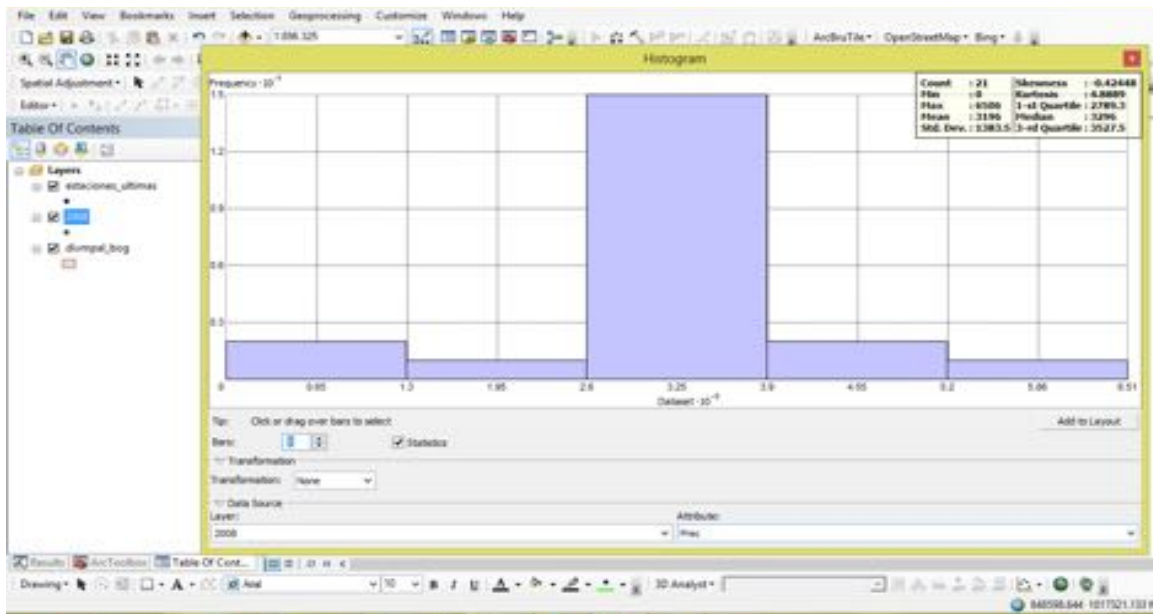 File Edit View Bookmarks Insert Selection Geoprocessing Customize Windows Help
1:096.325
ArcBruTile OpenStreetMap Bing
Histogram
Spatial Adjustment
Editor
Table Of Contents
Layers
estaciones_ultimas
2008
divmpal_bog
Frequency
Count : 21 Skewness : -0.42448
Min : 0 Kurtosis : 4.8889
Max : 6506 1-st Quartile : 2789.3
Mean : 3196 Median : 3296
Std. Dev. : 1383.5 3-rd Quartile : 3527.5
1.5
1.2
0.9
0.6
0.3
0 0.65 1.3 1.95 2.6 3.25 3.9 4.55 5.2 5.86 6.51
Dataset
Tip: Click or drag over bars to select
Add to Layout
Bars:
Statistics
Transformation
Transformation: None
Data Source
Layer: Attribute:
2008 Prec
Results ArcToolbox Table Of Cont...
Drawing A Arial 10 B I U A 3D Analyst